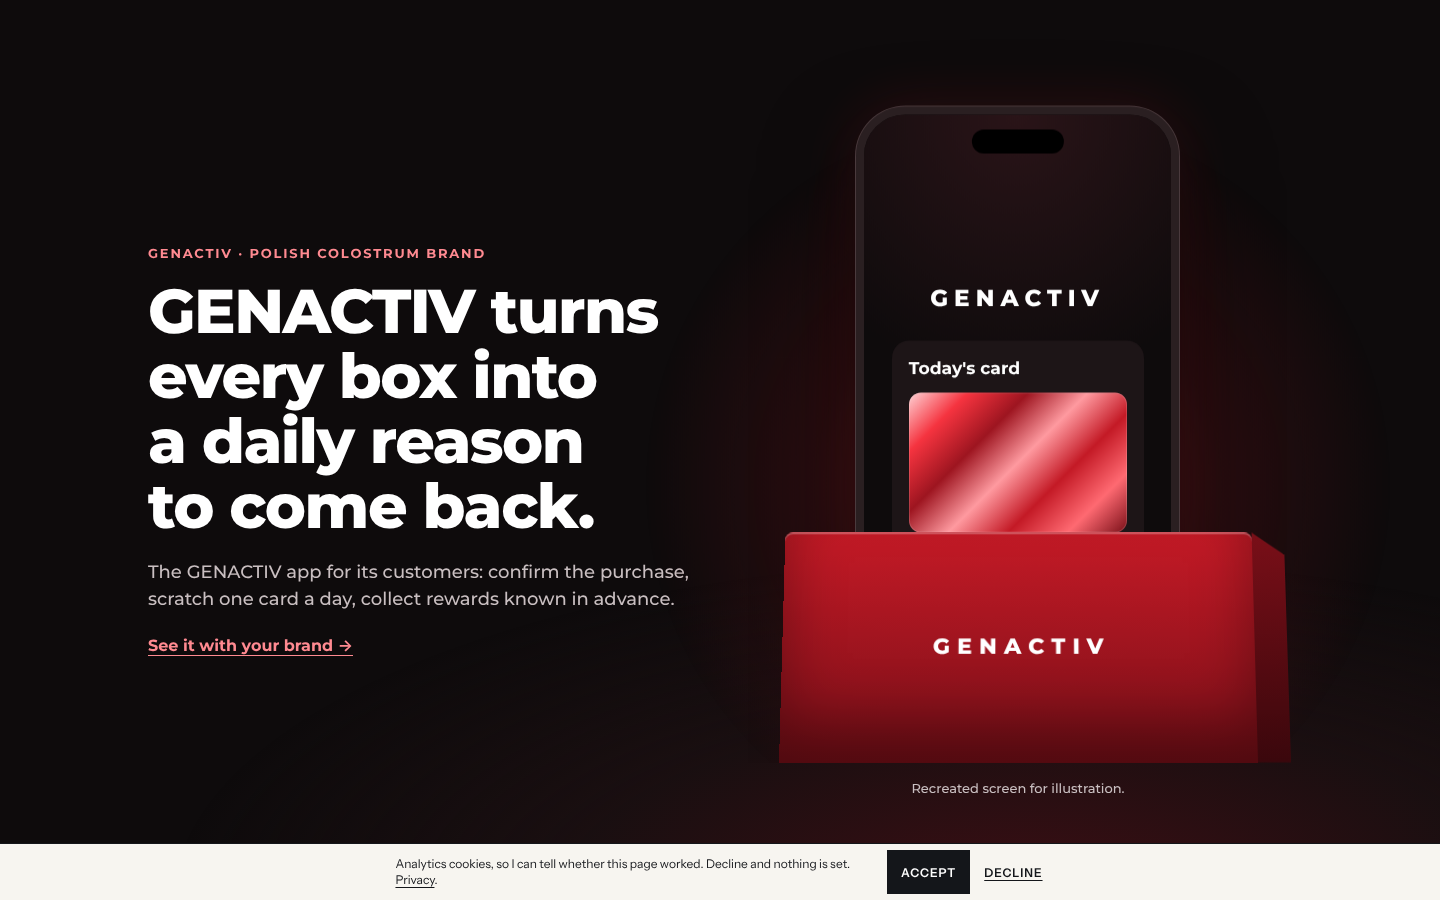 GENACTIV · POLISH COLOSTRUM BRAND
GENACTIV turns
every box into
a daily reason
to come back.
The GENACTIV app for its customers: confirm the purchase,
scratch one card a day, collect rewards known in advance.
See it with your brand →
GENACTIV
Today's card
GENACTIV
Recreated screen for illustration.
Analytics cookies, so I can tell whether this page worked. Decline and nothing is set.
Privacy.
ACCEPT
DECLINE